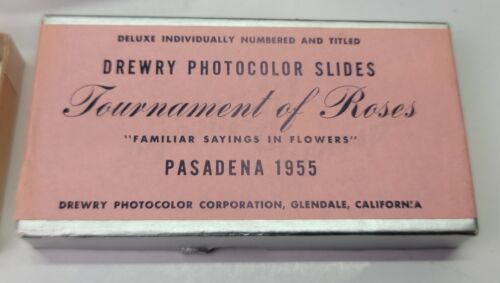 DELUXE INDIVIDUALLY NUMBERED AND TITLED
DREWRY PHOTOCOLOR SLIDES
Tournament of Roses
"FAMILIAR SAYINGS IN FLOWERS"
PASADENA 1955
DREWRY PHOTOCOLOR CORPORATION, GLENDALE, CALIFORNIA